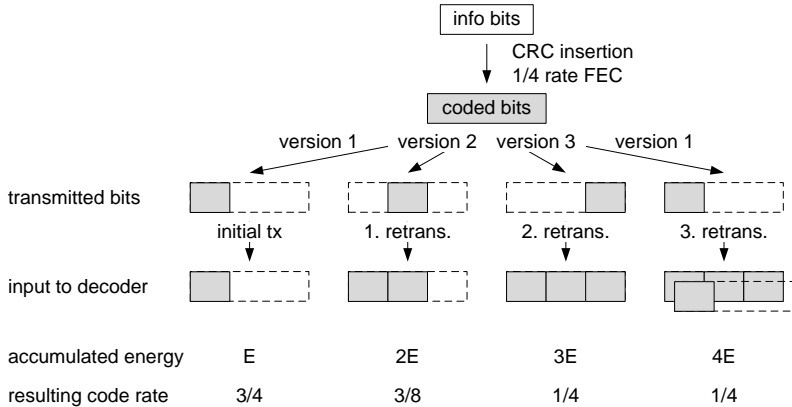 info bits
CRC insertion
1/4 rate FEC
coded bits
version 1 version 2 version 3 version 1
transmitted bits
initial tx 1. retrans. 2. retrans. 3. retrans.
input to decoder
accumulated energy E 2E 3E 4E
resulting code rate 3/4 3/8 1/4 1/4